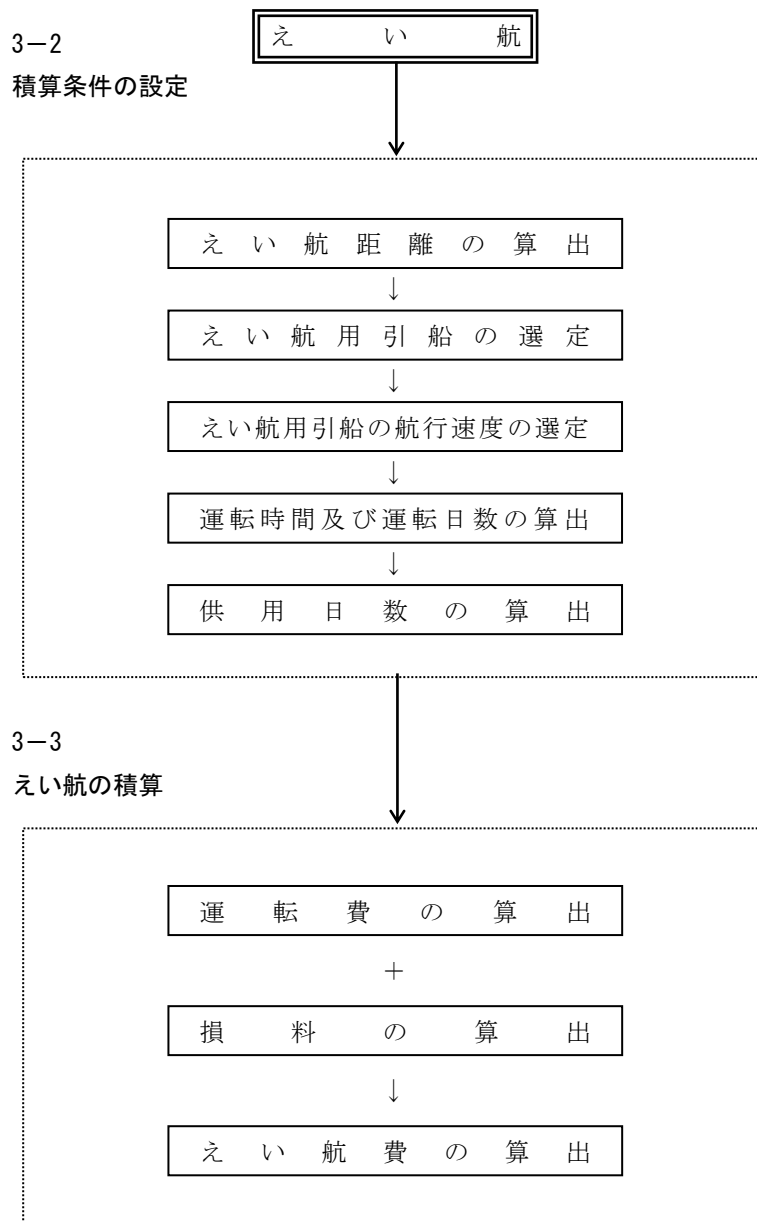 え い 航
3－2
積算条件の設定
えい航距離の算出
↓
えい航用引船の選定
↓
えい航用引船の航行速度の選定
↓
運転時間及び運転日数の算出
↓
供用日数の算出
3－3
えい航の積算
運転費の算出
＋
損料の算出
↓
えい航費の算出